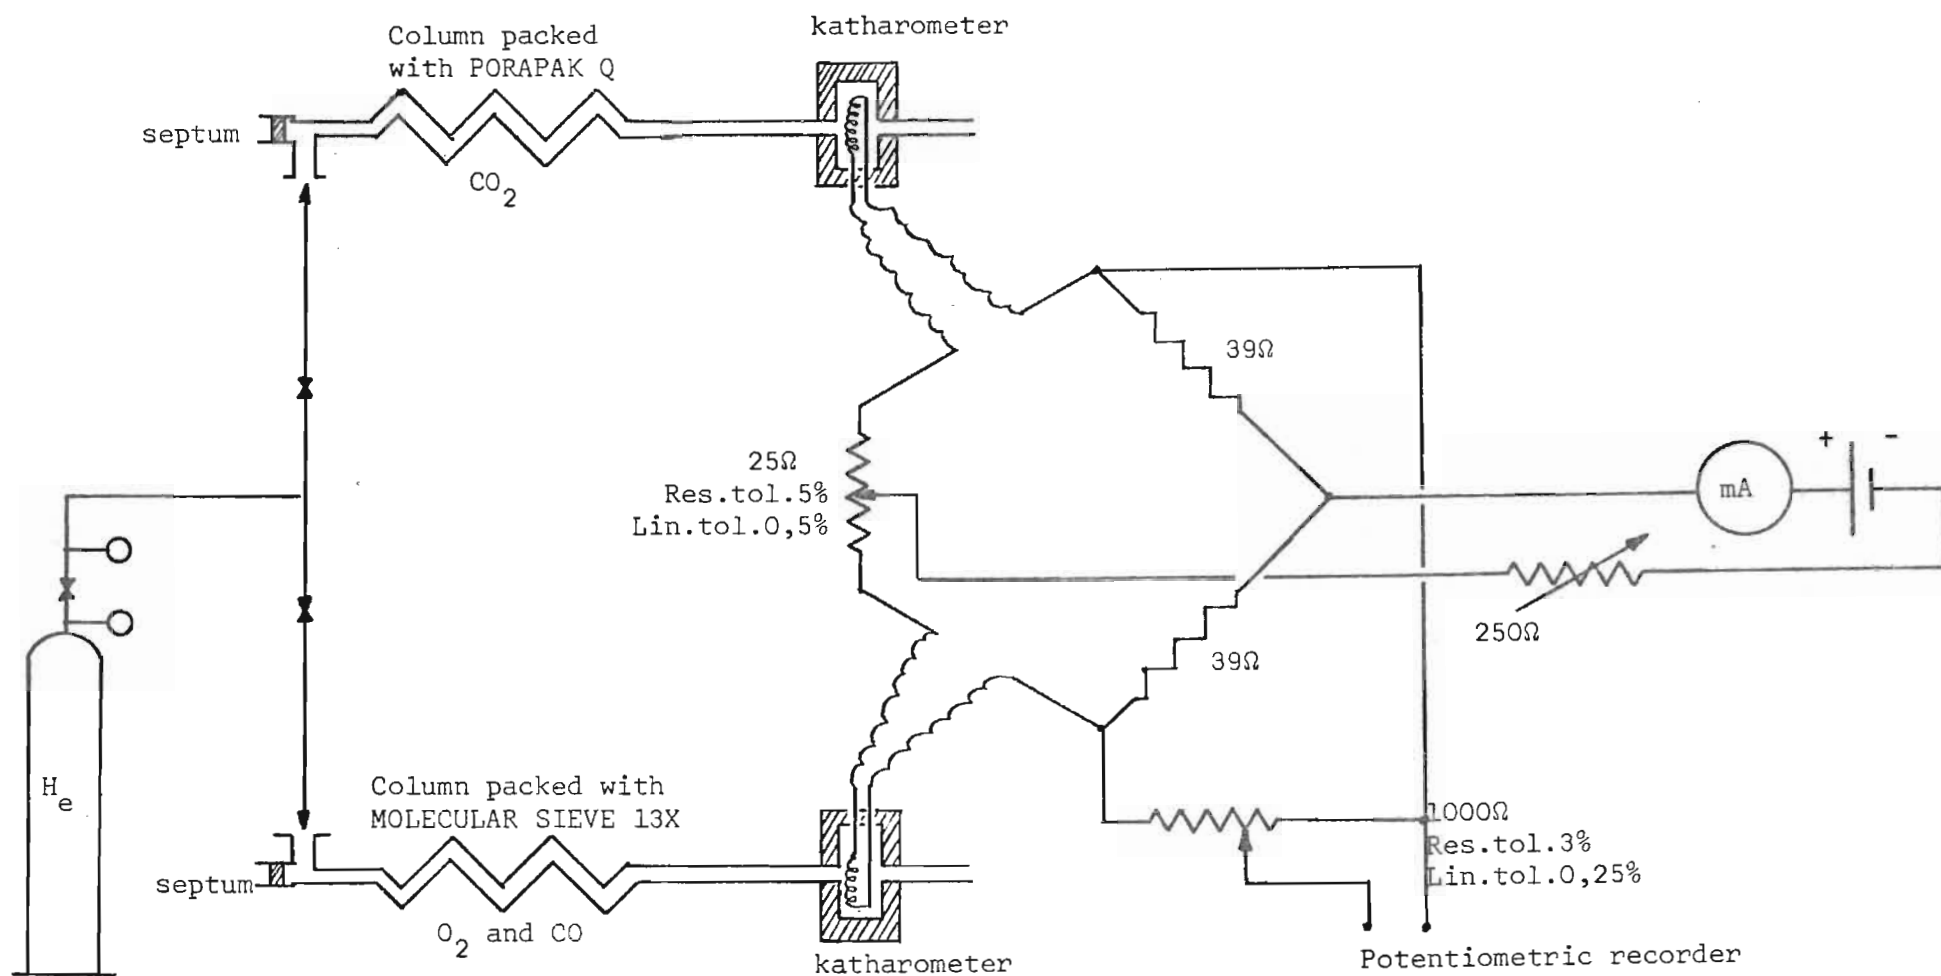 katharometer
Column packed
with PORAPAK Q
septum
CO2
39Ω
25Ω
Res.tol.5%
Lin.tol.0,5%
+ -
mA
250Ω
39Ω
He
Column packed with
MOLECULAR SIEVE 13X
1000Ω
Res.tol.3%
Lin.tol.0,25%
septum
O2 and CO
katharometer
Potentiometric recorder